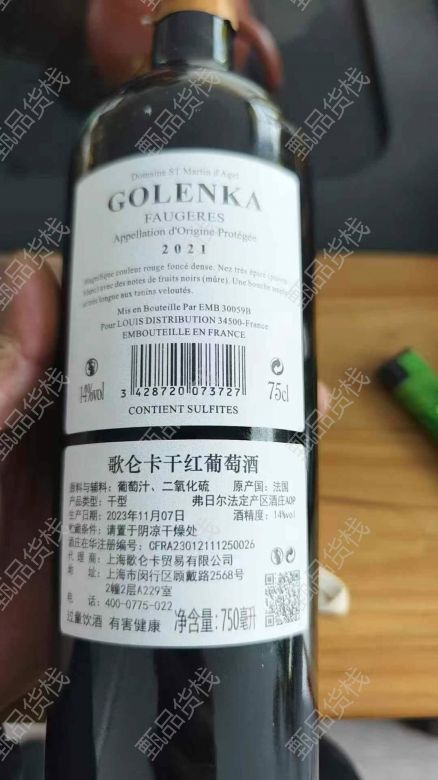 Domaine ST Martin d'Agel
GOLENKA
FAUGERES
Appellation d'Origine Protégée
2021
Magnifique couleur rouge foncé dense. Nez très épicé (poivre
blanc) avec des notes de fruits noirs (mûre). Une bouche
longue aux tanins veloutés.
Mis en Bouteille Par EMB 30059B
Pour LOUIS DISTRIBUTION 34500-France
EMBOUTEILLE EN FRANCE
14%vol
3 428720 073727
75cl
CONTIENT SULFITES
歌仑卡干红葡萄酒
原料与辅料：葡萄汁、二氧化硫 原产国：法国
产品类型：干型 弗日尔法定产区酒庄AOP
生产日期：2023年11月07日 酒精度：14%vol
贮藏条件：请置于阴凉干燥处
酒庄在华注册编号：CFRA23012111250026
代理商：上海歌仑卡贸易有限公司
地址：上海市闵行区顾戴路2568号
2幢2层A229室
电话：400-0775-022
过量饮酒 有害健康 净含量:750毫升
甄品货栈